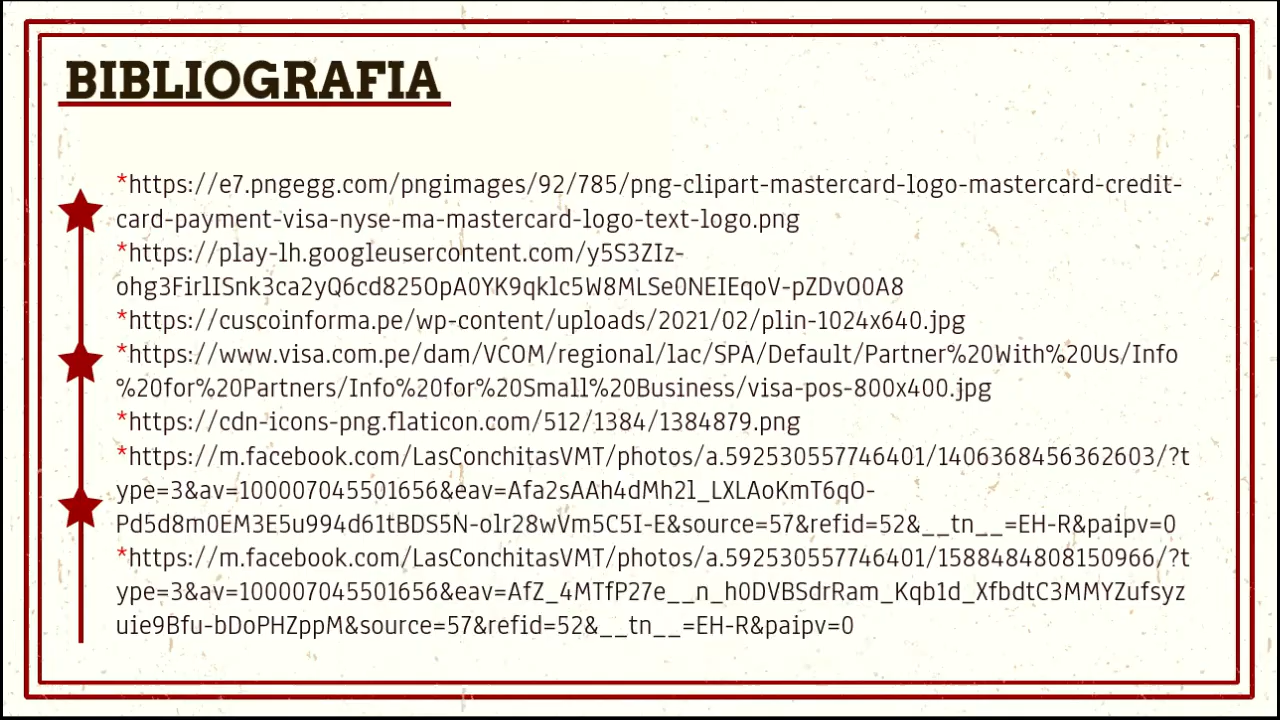 BIBLIOGRAFIA
*https://e7.pngegg.com/pngimages/92/785/png-clipart-mastercard-logo-mastercard-credit-
card-payment-visa-nyse-ma-mastercard-logo-text-logo.png
*https://play-lh.googleusercontent.com/y5S3ZIz-
ohg3FirlISnk3ca2yQ6cd825OpA0YK9qklc5W8MLSe0NEIEqoV-pZDvO0A8
*https://cuscoinforma.pe/wp-content/uploads/2021/02/plin-1024x640.jpg
*https://www.visa.com.pe/dam/VCOM/regional/lac/SPA/Default/Partner%20With%20Us/Info
%20for%20Partners/Info%20for%20Small%20Business/visa-pos-800x400.jpg
*https://cdn-icons-png.flaticon.com/512/1384/1384879.png
*https://m.facebook.com/LasConchitasVMT/photos/a.592530557746401/1406368456362603/?t
ype=3&av=100007045501656&eav=Afa2sAAh4dMh2l_LXLAoKmT6qO-
Pd5d8m0EM3E5u994d61tBDS5N-olr28wVm5C5I-E&source=57&refid=52&__tn__=EH-R&paipv=0
*https://m.facebook.com/LasConchitasVMT/photos/a.592530557746401/1588484808150966/?t
ype=3&av=100007045501656&eav=AfZ_4MTfP27e__n_h0DVBSdrRam_Kqb1d_XfbdtC3MMYZufsyz
uie9Bfu-bDoPHZppM&source=57&refid=52&__tn__=EH-R&paipv=0